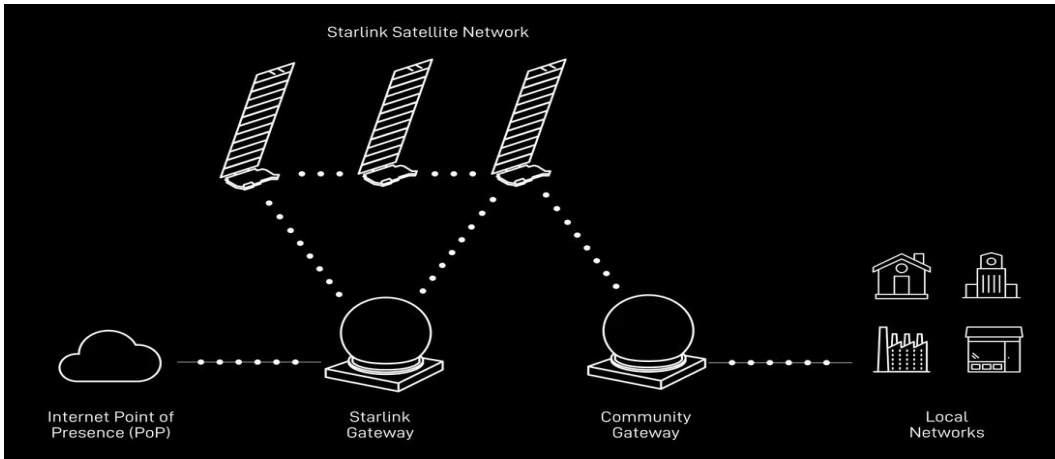 Starlink Satellite Network
Internet Point of
Presence (PoP)
Starlink
Gateway
Community
Gateway
Local
Networks